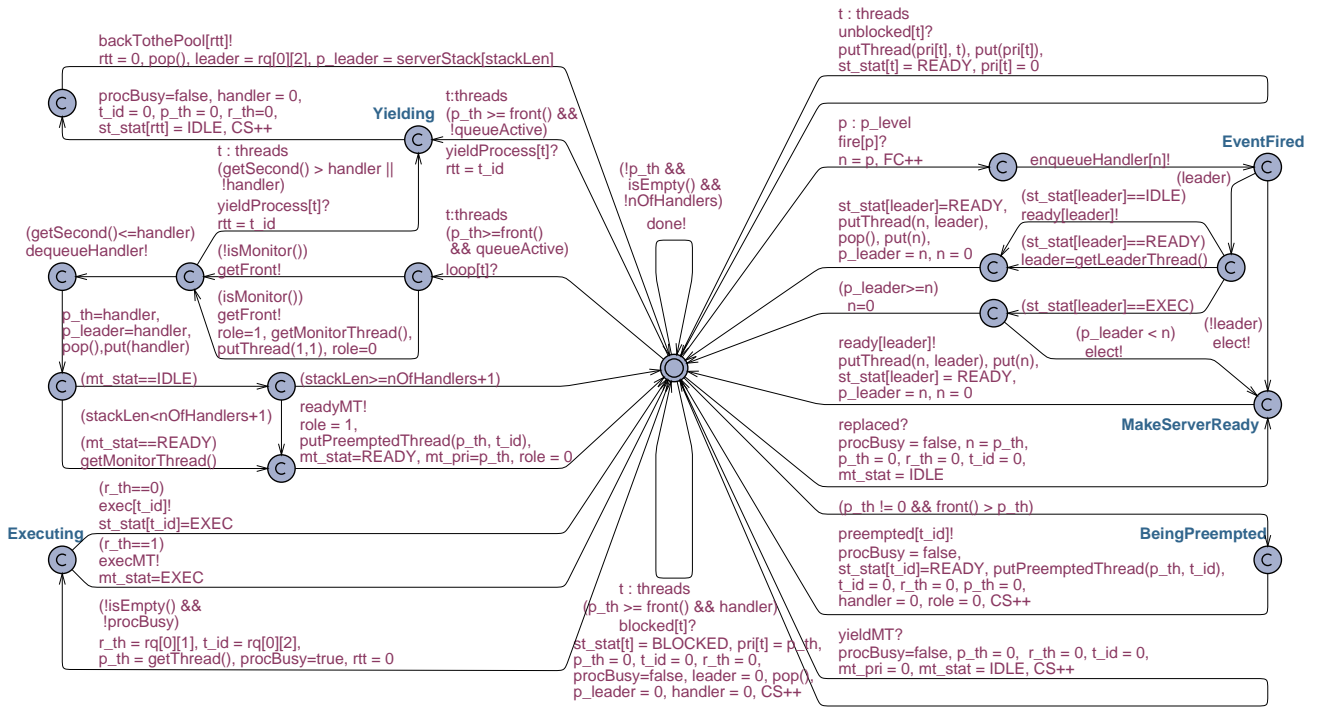 backTothePool[rtt]!
rtt = 0, pop(), leader = rq[0][2], p_leader = serverStack[stackLen]
procBusy=false, handler = 0,
t_id = 0, p_th = 0, r_th=0,
st_stat[rtt] = IDLE, CS++
Yielding
t:threads
(p_th >= front() &&
!queueActive)
yieldProcess[t]?
rtt = t_id
t : threads
(getSecond() > handler ||
!handler)
yieldProcess[t]?
rtt = t_id
(getSecond()<=handler)
dequeueHandler!
(!isMonitor())
getFront!
(isMonitor())
getFront!
role=1, getMonitorThread(),
putThread(1,1), role=0
t:threads
(p_th>=front()
&& queueActive)
loop[t]?
p_th=handler,
p_leader=handler,
pop(),put(handler)
(mt_stat==IDLE)
(stackLen>=nOfHandlers+1)
(stackLen<nOfHandlers+1)
(mt_stat==READY)
getMonitorThread()
readyMT!
role = 1,
putPreemptedThread(p_th, t_id),
mt_stat=READY, mt_pri=p_th, role = 0
(r_th==0)
exec[t_id]!
st_stat[t_id]=EXEC
Executing
(r_th==1)
execMT!
mt_stat=EXEC
(!isEmpty() &&
!procBusy)
r_th = rq[0][1], t_id = rq[0][2],
p_th = getThread(), procBusy=true, rtt = 0
(!p_th &&
isEmpty() &&
!nOfHandlers)
done!
t : threads
(p_th >= front() && handler)
blocked[t]?
st_stat[t] = BLOCKED, pri[t] = p_th,
p_th = 0, t_id = 0, r_th = 0,
procBusy=false, leader = 0, pop(),
p_leader = 0, handler = 0, CS++
t : threads
unblocked[t]?
putThread(pri[t], t), put(pri[t]),
st_stat[t] = READY, pri[t] = 0
p : p_level
fire[p]?
n = p, FC++
enqueueHandler[n]!
EventFired
(leader)
st_stat[leader]=READY,
putThread(n, leader),
pop(), put(n),
p_leader = n, n = 0
(st_stat[leader]==IDLE)
ready[leader]!
(st_stat[leader]==READY)
leader=getLeaderThread()
(p_leader>=n)
n=0
(st_stat[leader]==EXEC)
(p_leader < n)
elect!
(!leader)
elect!
ready[leader]!
putThread(n, leader), put(n),
st_stat[leader] = READY,
p_leader = n, n = 0
MakeServerReady
replaced?
procBusy = false, n = p_th,
p_th = 0, r_th = 0, t_id = 0,
mt_stat = IDLE
(p_th != 0 && front() > p_th)
BeingPreempted
preempted[t_id]!
procBusy = false,
st_stat[t_id]=READY, putPreemptedThread(p_th, t_id),
t_id = 0, r_th = 0, p_th = 0,
handler = 0, role = 0, CS++
yieldMT?
procBusy=false, p_th = 0, r_th = 0, t_id = 0,
mt_pri = 0, mt_stat = IDLE, CS++